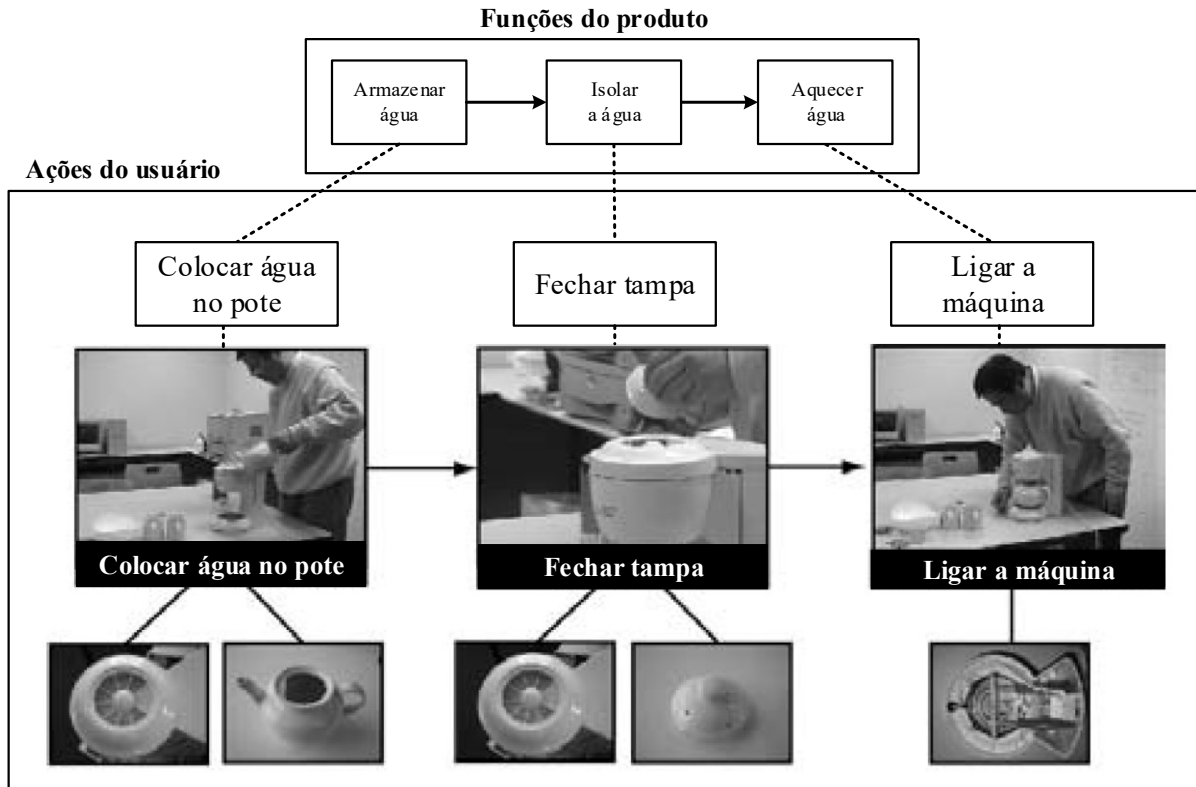 Funções do produto
Armazenar
água
Isolar
a água
Aquecer
água
Ações do usuário
Colocar água
no pote
Fechar tampa
Ligar a
máquina
Colocar água no pote
Fechar tampa
Ligar a máquina